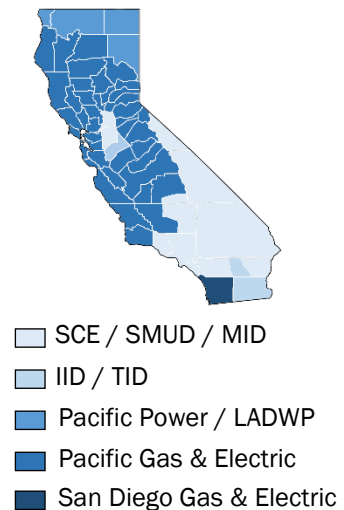 SCE / SMUD / MID
IID / TID
Pacific Power / LADWP
Pacific Gas & Electric
San Diego Gas & Electric